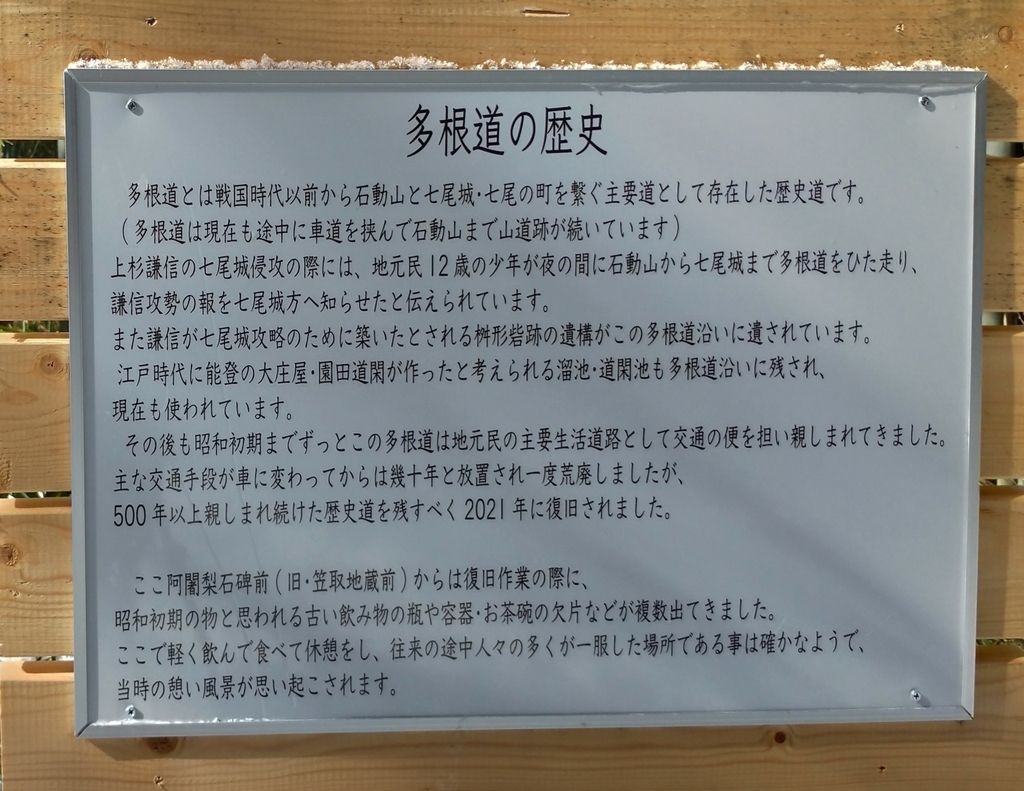 多根道の歴史
多根道とは戦国時代以前から石動山と七尾城・七尾の町を繋ぐ主要道として存在した歴史道です。
(多根道は現在も途中に車道を挟んで石動山まで山道跡が続いています)
上杉謙信の七尾城侵攻の際には、地元民12歳の少年が夜の間に石動山から七尾城まで多根道をひた走り、
謙信攻勢の報を七尾城方へ知らせたと伝えられています。
また謙信が七尾城攻略のために築いたとされる桝形砦跡の遺構がこの多根道沿いに遺されています。
江戸時代に能登の大庄屋・園田道閑が作ったと考えられる溜池・道閑池も多根道沿いに残され、
現在も使われています。
その後も昭和初期までずっとこの多根道は地元民の主要生活道路として交通の便を担い親しまれてきました。
主な交通手段が車に変わってからは幾十年と放置され一度荒廃しましたが、
500年以上親しまれ続けた歴史道を残すべく2021年に復旧されました。
ここ阿闍梨石碑前(旧・笠取地蔵前)からは復旧作業の際に、
昭和初期の物と思われる古い飲み物の瓶や容器・お茶碗の欠片などが複数出てきました。
ここで軽く飲んで食べて休憩をし、往来の途中人々の多くが一服した場所である事は確かなようで、
当時の憩い風景が思い起こされます。